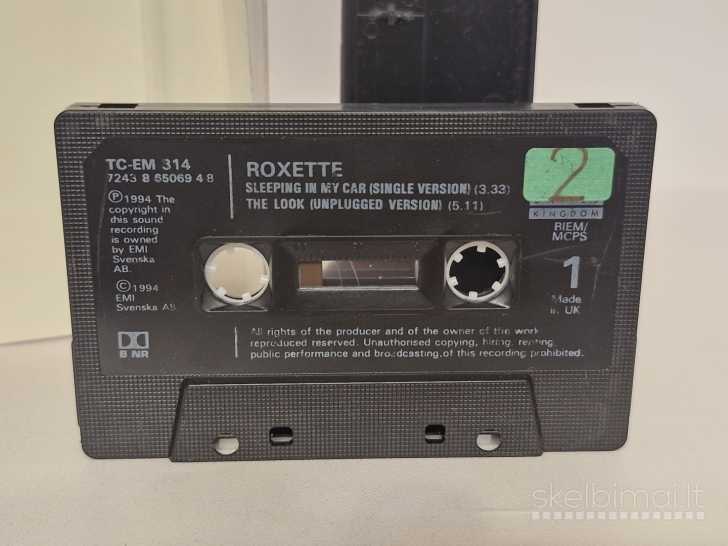 TC-EM 314
7243 8 65069 4 8
Ⓟ1994 The
copyright in
this sound
recording
is owned
by EMI
Svenska
AB.
Ⓒ1994
EMI
Svenska AB
B NR
ROXETTE
SLEEPING IN MY CAR (SINGLE VERSION) (3.33)
THE LOOK (UNPLUGGED VERSION) (5.11)
2
KINGDOM
BIEM/
MCPS
1
Made
in UK
All rights of the producer and of the owner of the work
reproduced reserved. Unauthorised copying, hiring, renting,
public performance and broadcasting, of this recording prohibited.
skelbimai.lt